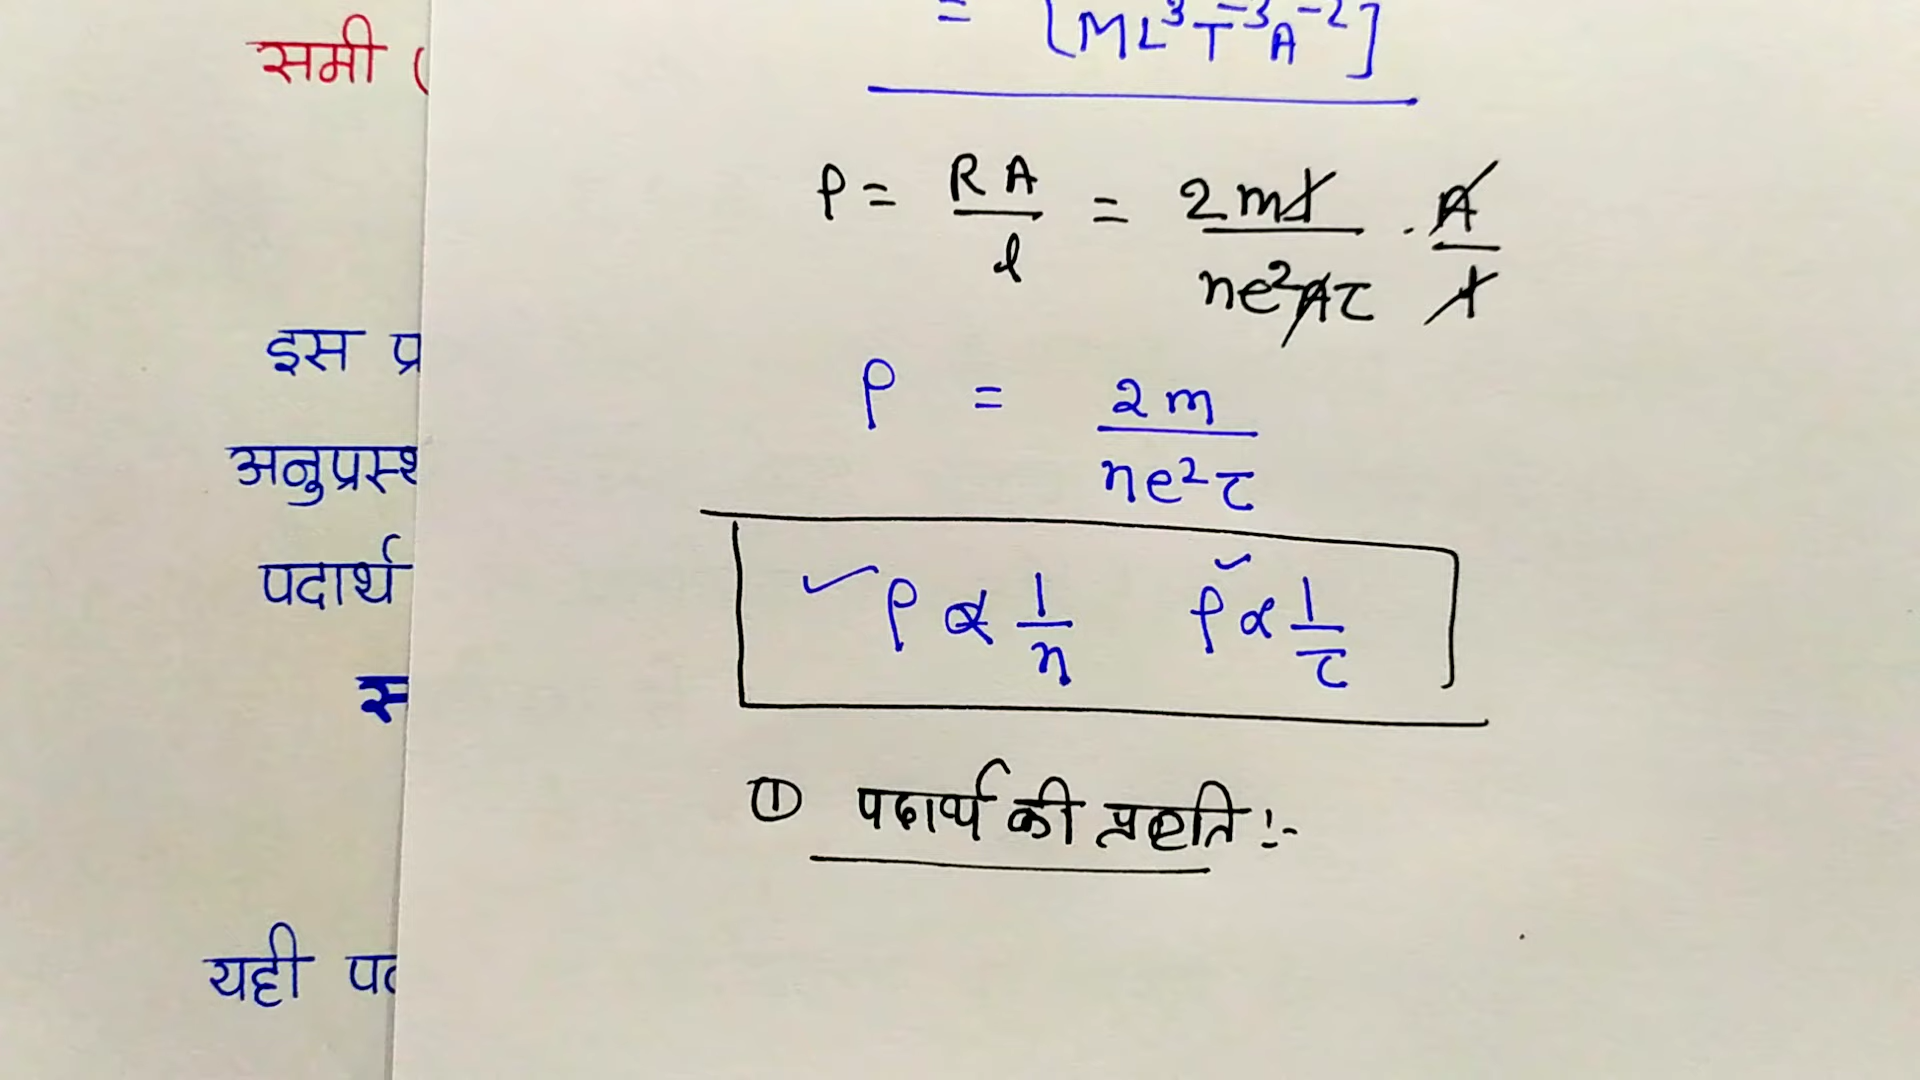 समी (
इस प्र
अनुप्रस्थ
पदार्थ
स
यही पद
= [ML³T⁻³A⁻²]
ρ = RA/l = 2ml/ne²Aτ . A/l
ρ = 2m/ne²τ
✓ ρ ∝ 1/n ρ ∝ 1/τ ✓
① पदार्थ की प्रकृति :-